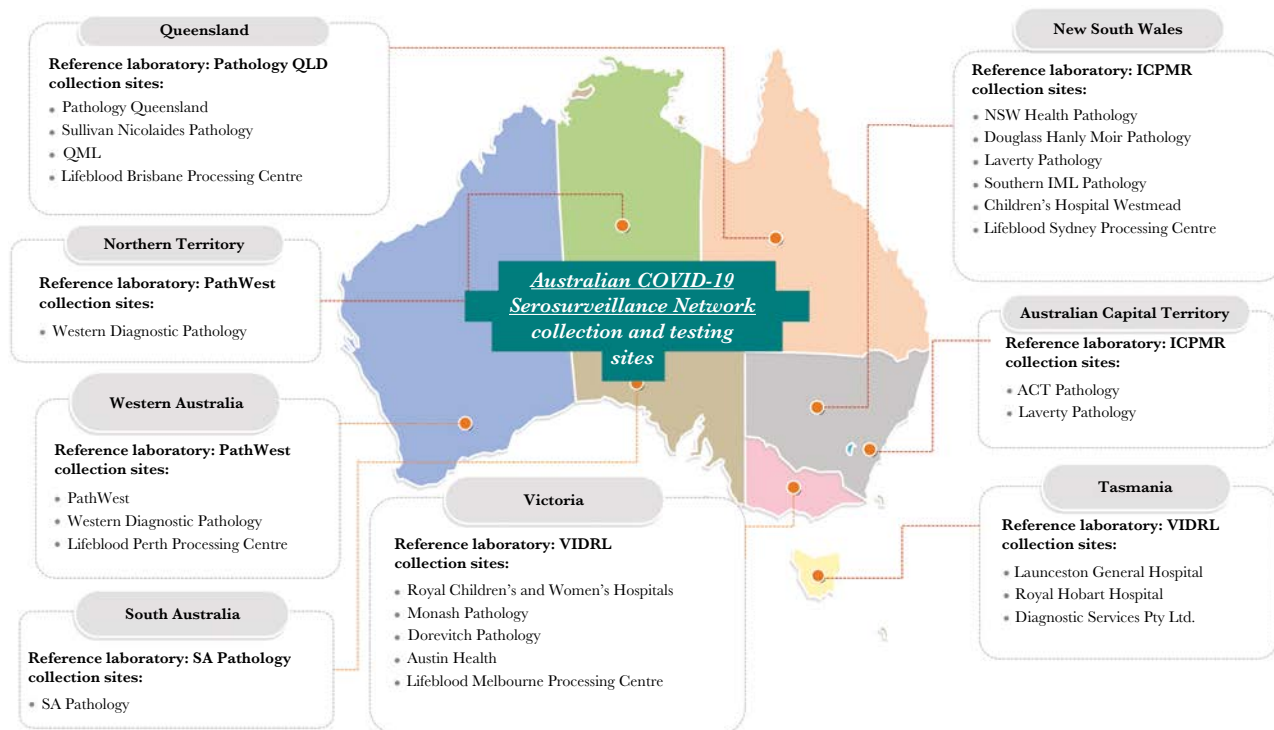 Queensland
Reference laboratory: Pathology QLD
collection sites:
Pathology Queensland
Sullivan Nicolaides Pathology
QML
Lifeblood Brisbane Processing Centre
Northern Territory
Reference laboratory: PathWest
collection sites:
Western Diagnostic Pathology
Western Australia
Reference laboratory: PathWest
collection sites:
PathWest
Western Diagnostic Pathology
Lifeblood Perth Processing Centre
South Australia
Reference laboratory: SA Pathology
collection sites:
SA Pathology
Australian COVID-19
Serosurveillance Network
collection and testing
sites
Victoria
Reference laboratory: VIDRL
collection sites:
Royal Children’s and Women’s Hospitals
Monash Pathology
Dorevitch Pathology
Austin Health
Lifeblood Melbourne Processing Centre
New South Wales
Reference laboratory: ICPMR
collection sites:
NSW Health Pathology
Douglass Hanly Moir Pathology
Laverty Pathology
Southern IML Pathology
Children’s Hospital Westmead
Lifeblood Sydney Processing Centre
Australian Capital Territory
Reference laboratory: ICPMR
collection sites:
ACT Pathology
Laverty Pathology
Tasmania
Reference laboratory: VIDRL
collection sites:
Launceston General Hospital
Royal Hobart Hospital
Diagnostic Services Pty Ltd.